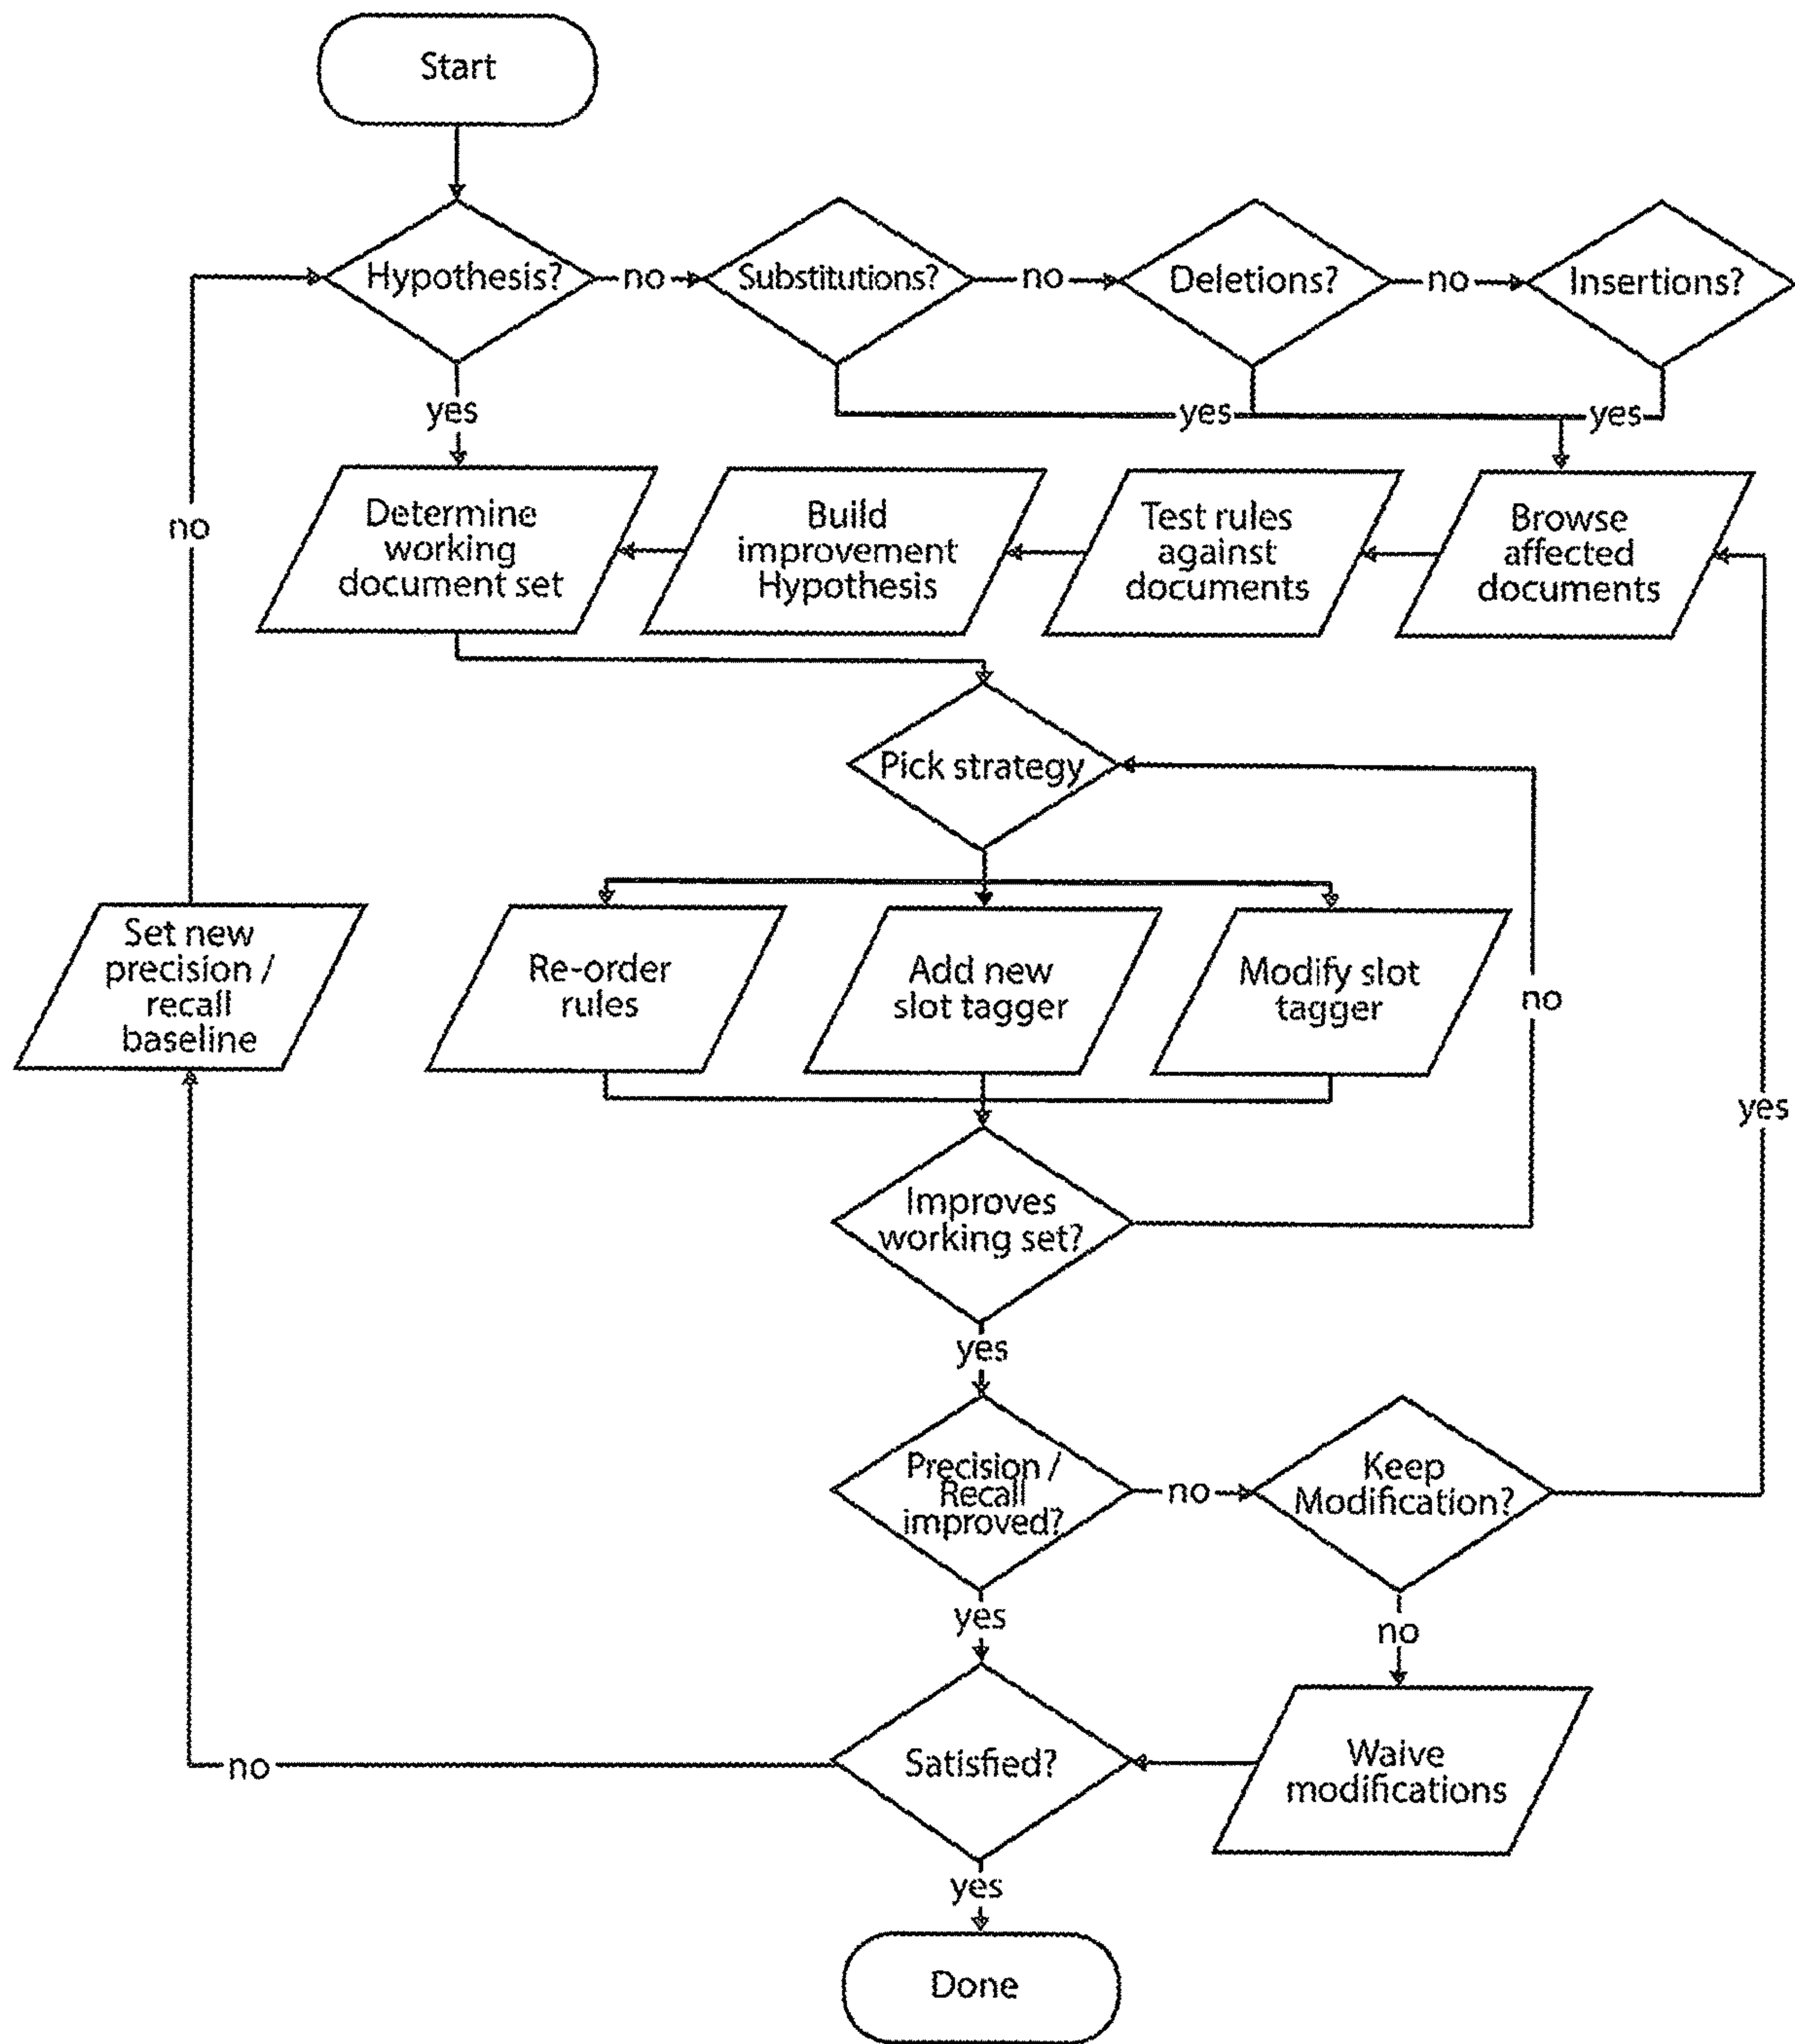 Start
Hypothesis?
no
Substitutions?
no
Deletions?
no
Insertions?
yes
yes
yes
no
Determine
working
document set
Build
improvement
Hypothesis
Test rules
against
documents
Browse
affected
documents
Pick strategy
Set new
precision /
recall
baseline
Re-order
rules
Add new
slot tagger
Modify slot
tagger
no
yes
Improves
working set?
yes
Precision /
Recall
improved?
no
Keep
Modification?
yes
no
no
Satisfied?
Waive
modifications
yes
Done